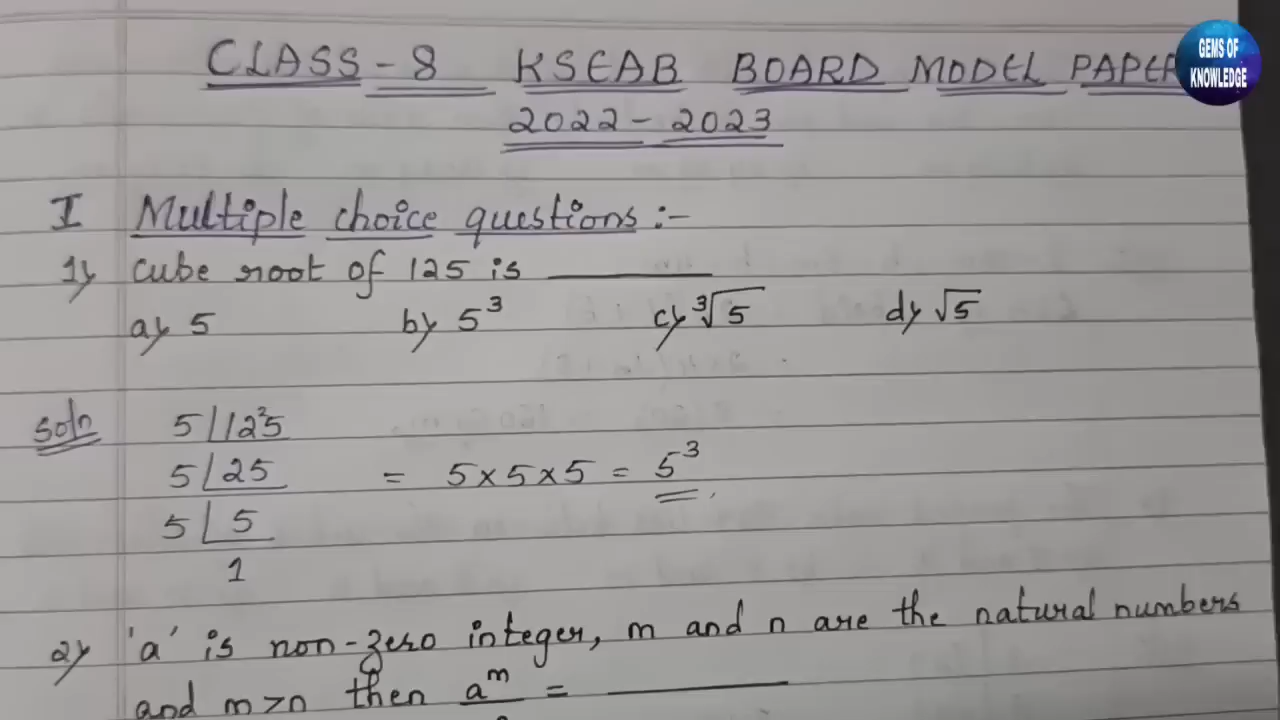 CLASS - 8 KSEAB BOARD MODEL PAPER
2022 - 2023
GEMS OF
KNOWLEDGE
I Multiple choice questions :-
1) cube root of 125 is ________
a) 5 b) 5³ c) ³√5 d) √5
Soln 5 | 125
5 | 25 = 5×5×5 = 5³
5 | 5
1
2) 'a' is non-zero integer, m and n are the natural numbers
and m>n then aᵐ = ________